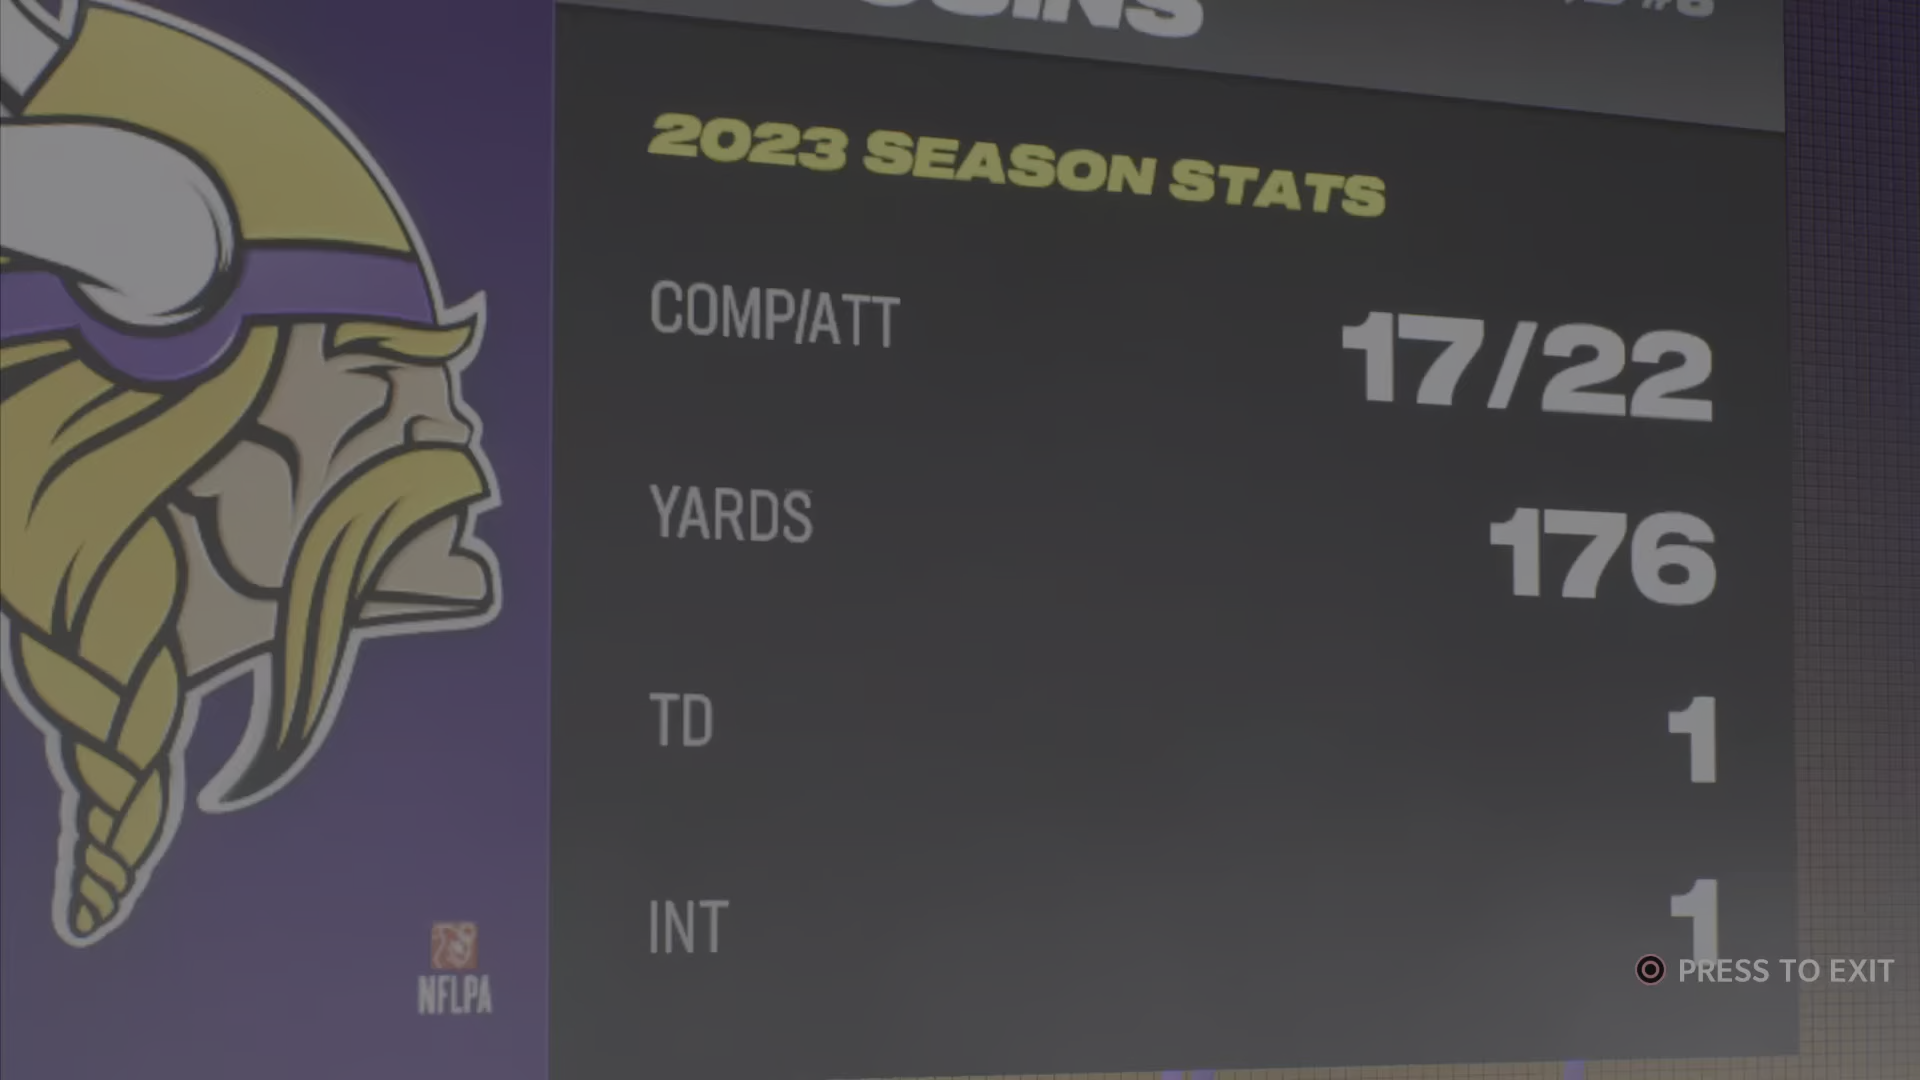 2023 SEASON STATS
COMP/ATT 17/22
YARDS 176
TD 1
INT 1
PRESS TO EXIT
NFLPA